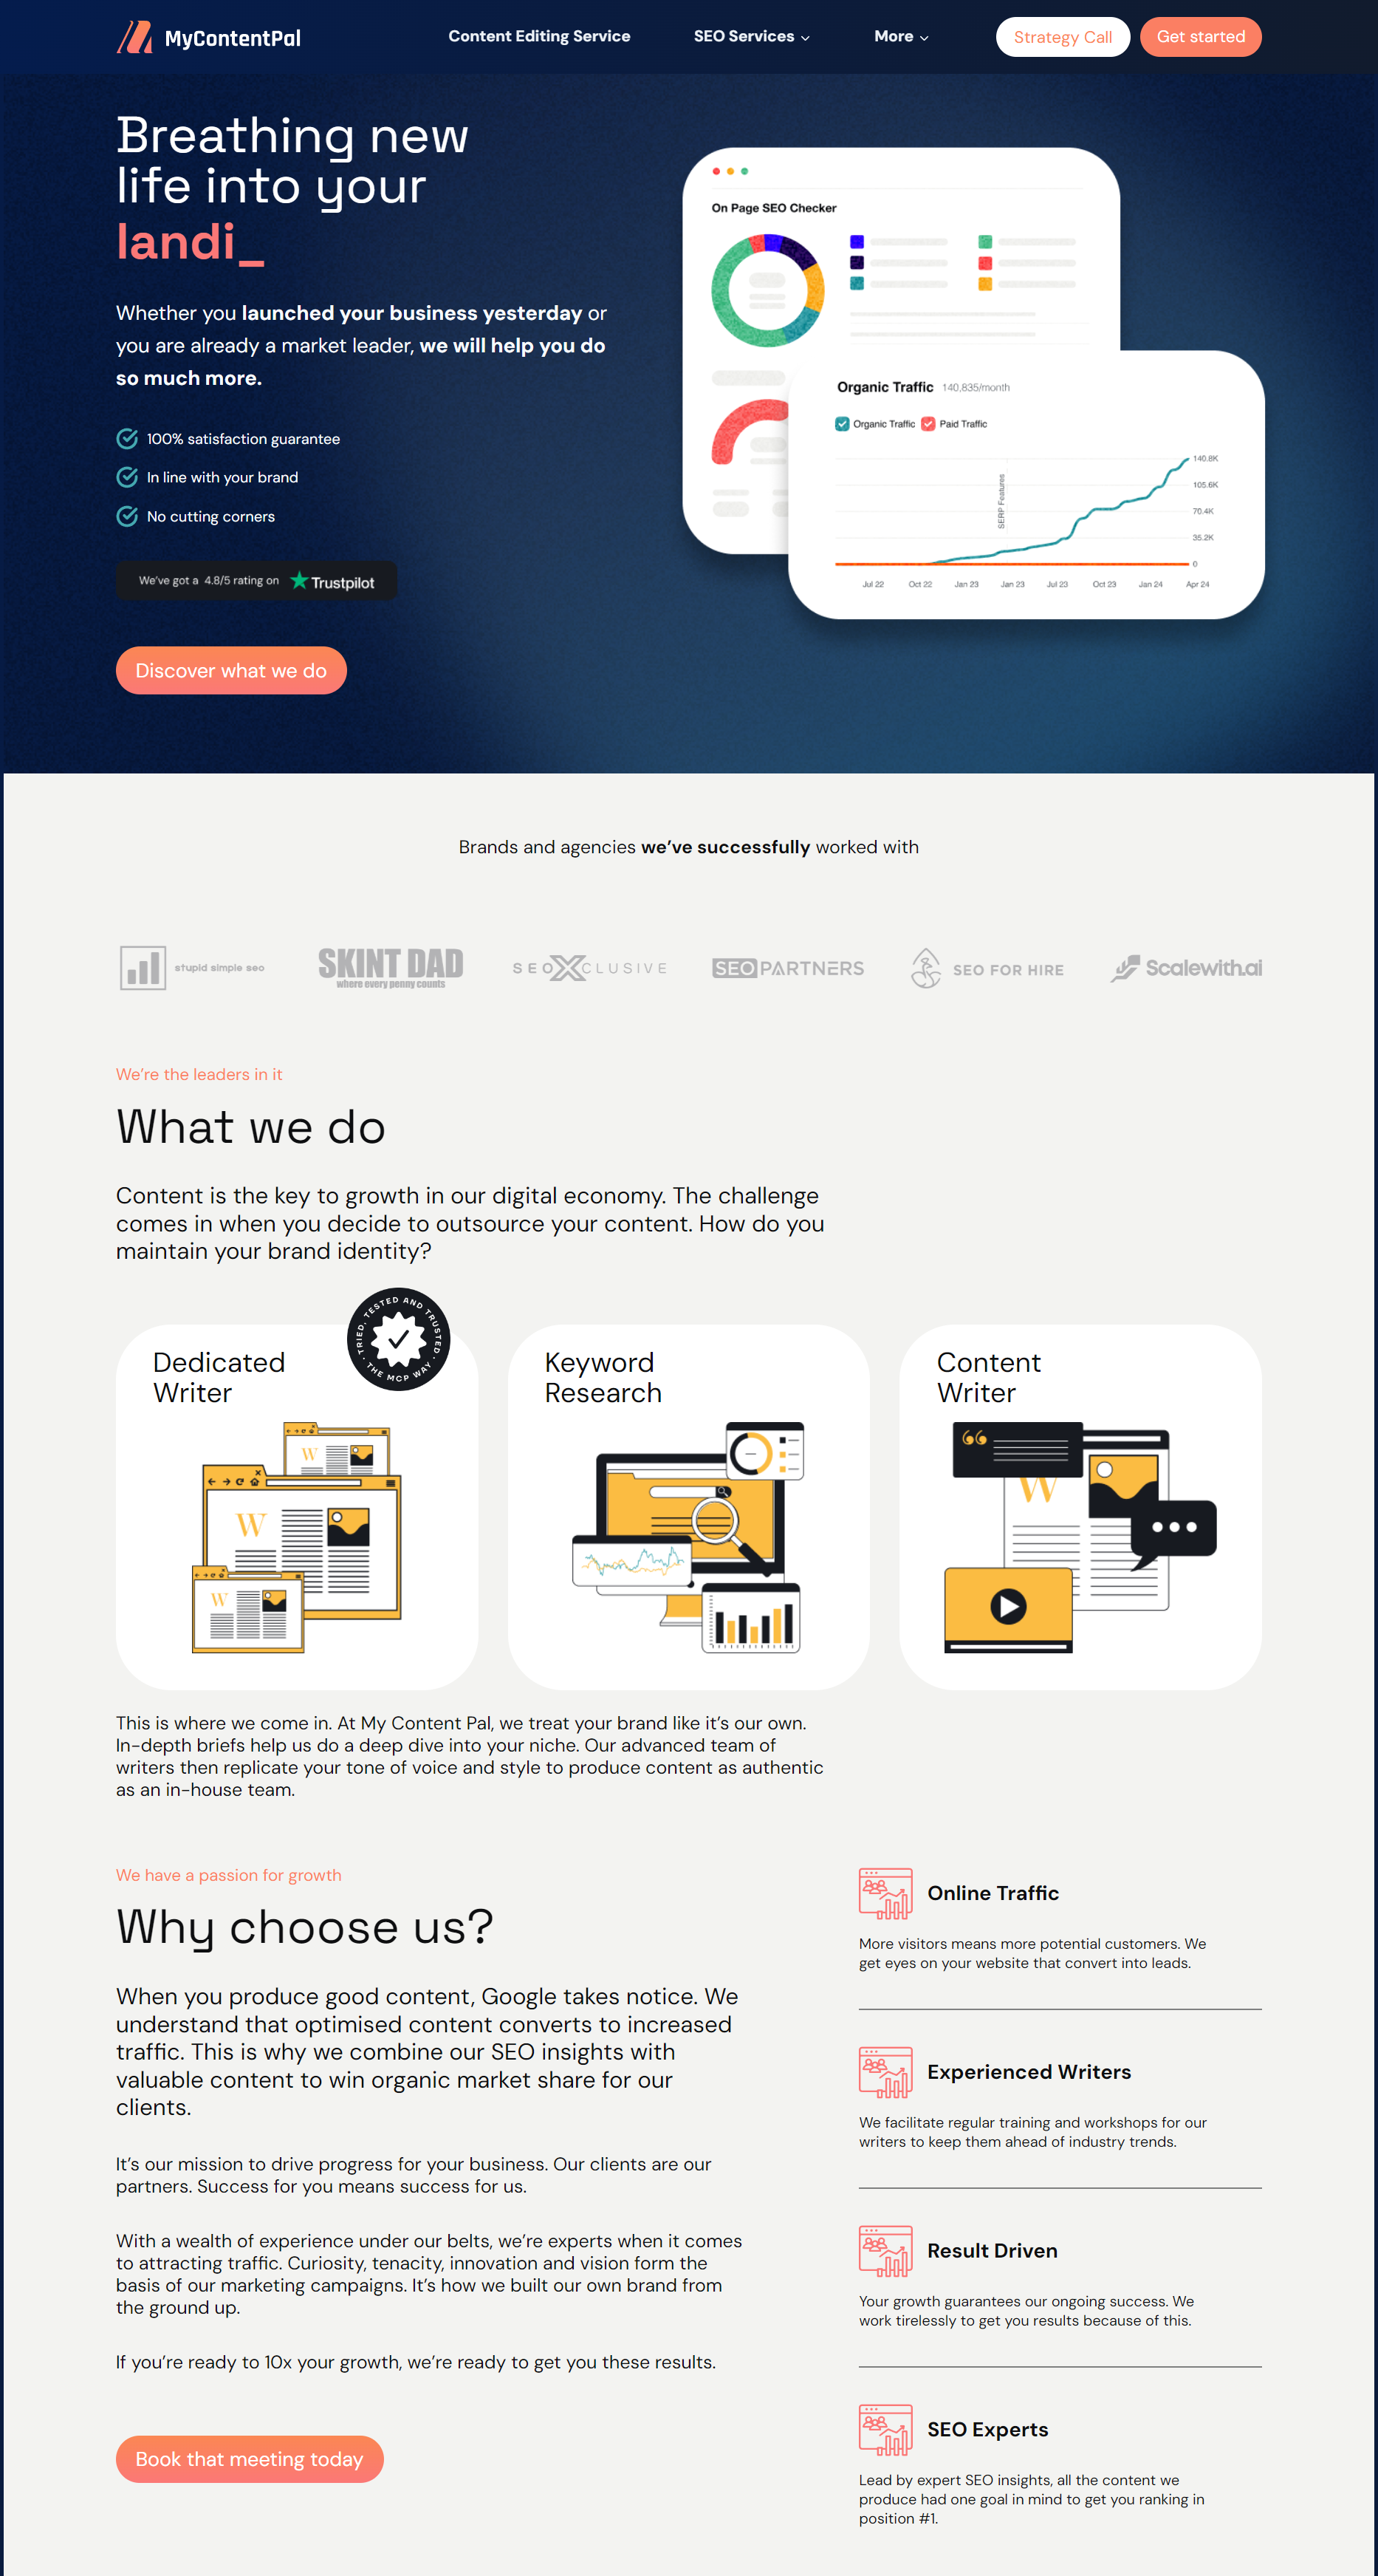 MyContentPal
Content Editing Service
SEO Services
More
Strategy Call
Get started
Breathing new
life into your
landi_
Whether you launched your business yesterday or
you are already a market leader, we will help you do
so much more.
100% satisfaction guarantee
In line with your brand
No cutting corners
We've got a 4.8/5 rating on Trustpilot
Discover what we do
On Page SEO Checker
Organic Traffic 140,835/month
Organic Traffic Paid Traffic
SERP Features
140.8K
105.6K
70.4K
35.2K
0
Jul 22 Oct 22 Jan 23 Jan 23 Jul 23 Oct 23 Jan 24 Apr 24
Brands and agencies we've successfully worked with
stupid simple seo
SKINT DAD
where every penny counts
SEOXCLUSIVE
SEO PARTNERS
SEO FOR HIRE
Scalewith.ai
We're the leaders in it
What we do
Content is the key to growth in our digital economy. The challenge
comes in when you decide to outsource your content. How do you
maintain your brand identity?
Dedicated
Writer
TRIED, TESTED AND TRUSTED · THE MCP WAY ·
W
W
W
Keyword
Research
Content
Writer
W
This is where we come in. At My Content Pal, we treat your brand like it's our own.
In-depth briefs help us do a deep dive into your niche. Our advanced team of
writers then replicate your tone of voice and style to produce content as authentic
as an in-house team.
We have a passion for growth
Why choose us?
When you produce good content, Google takes notice. We
understand that optimised content converts to increased
traffic. This is why we combine our SEO insights with
valuable content to win organic market share for our
clients.
It's our mission to drive progress for your business. Our clients are our
partners. Success for you means success for us.
With a wealth of experience under our belts, we're experts when it comes
to attracting traffic. Curiosity, tenacity, innovation and vision form the
basis of our marketing campaigns. It's how we built our own brand from
the ground up.
If you're ready to 10x your growth, we're ready to get you these results.
Book that meeting today
Online Traffic
More visitors means more potential customers. We
get eyes on your website that convert into leads.
Experienced Writers
We facilitate regular training and workshops for our
writers to keep them ahead of industry trends.
Result Driven
Your growth guarantees our ongoing success. We
work tirelessly to get you results because of this.
SEO Experts
Lead by expert SEO insights, all the content we
produce had one goal in mind to get you ranking in
position #1.